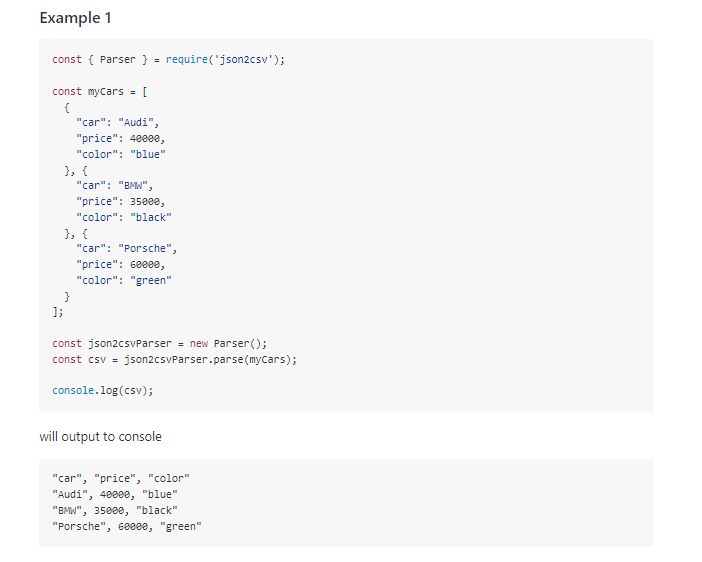 Example 1
const { Parser } = require('json2csv');
const myCars = [
  {
    "car": "Audi",
    "price": 40000,
    "color": "blue"
  }, {
    "car": "BMW",
    "price": 35000,
    "color": "black"
  }, {
    "car": "Porsche",
    "price": 60000,
    "color": "green"
  }
];
const json2csvParser = new Parser();
const csv = json2csvParser.parse(myCars);
console.log(csv);
will output to console
"car", "price", "color"
"Audi", 40000, "blue"
"BMW", 35000, "black"
"Porsche", 60000, "green"